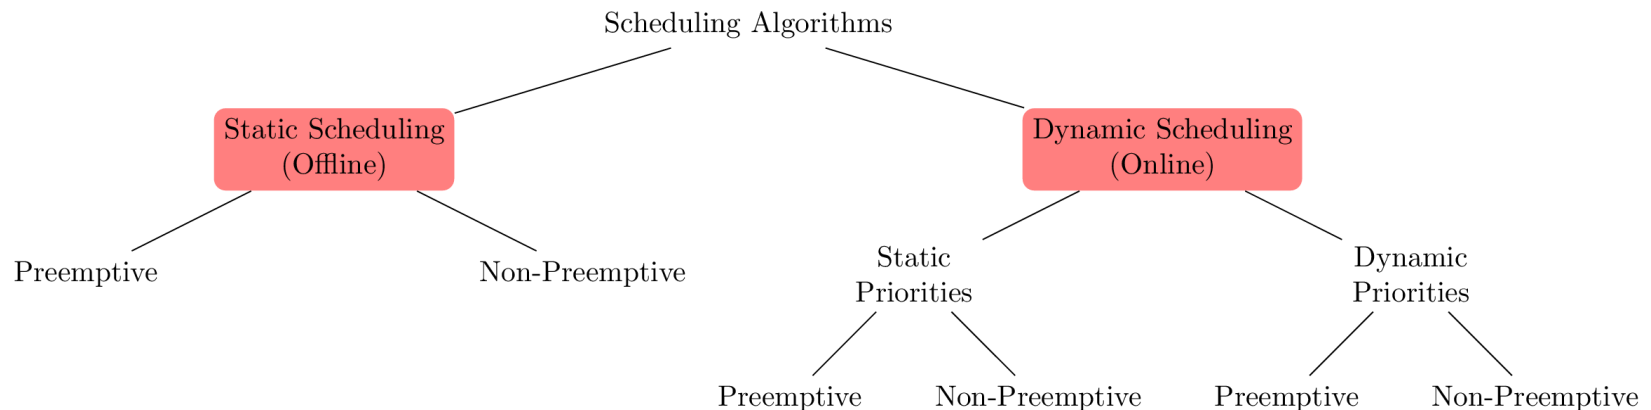 Scheduling Algorithms
Static Scheduling
(Offline)
Dynamic Scheduling
(Online)
Preemptive
Non-Preemptive
Static
Priorities
Dynamic
Priorities
Preemptive
Non-Preemptive
Preemptive
Non-Preemptive